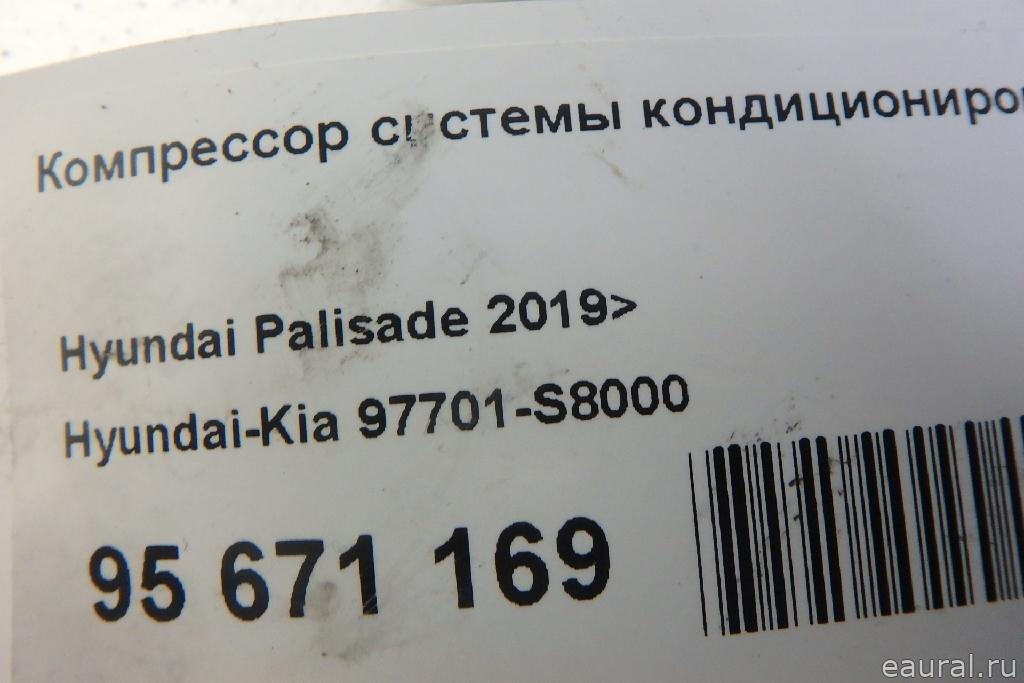 Компрессор системы кондициониро
Hyundai Palisade 2019>
Hyundai-Kia 97701-S8000
95 671 169
eaural.ru